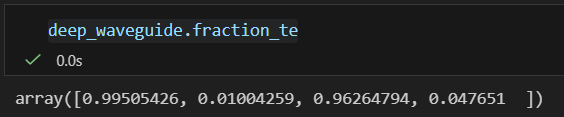 deep_waveguide.fraction_te
0.0s
array([0.99505426, 0.01004259, 0.96264794, 0.047651  ])